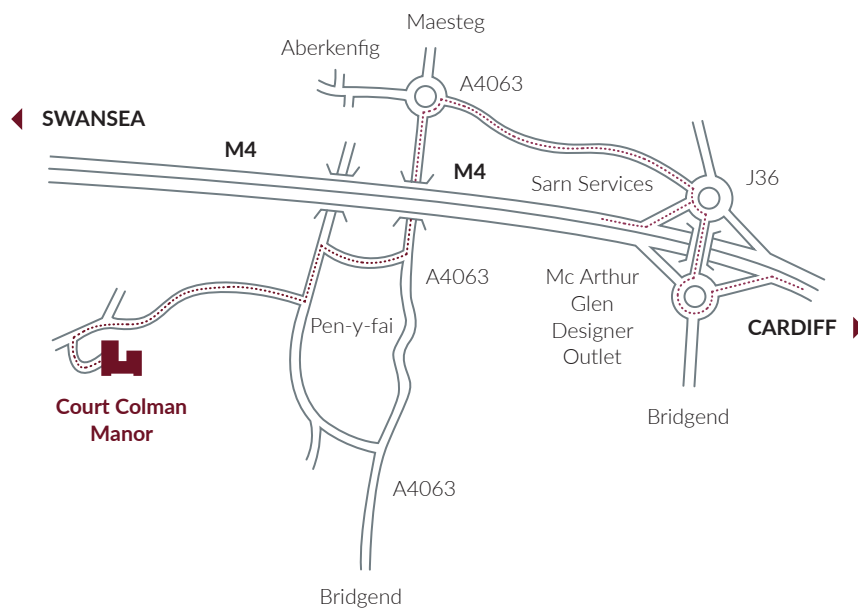 Maesteg
Aberkenfig
A4063
SWANSEA
M4
M4
Sarn Services
J36
A4063
Mc Arthur
Glen
Designer
Outlet
Pen-y-fai
CARDIFF
Court Colman
Manor
Bridgend
A4063
Bridgend